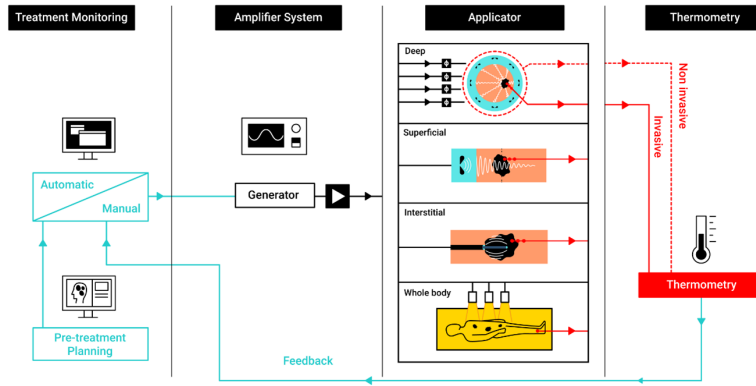 Treatment Monitoring
Amplifier System
Applicator
Thermometry
Deep
Superficial
Interstitial
Whole body
Automatic
Manual
Generator
Pre-treatment
Planning
Non invasive
Invasive
Thermometry
Feedback